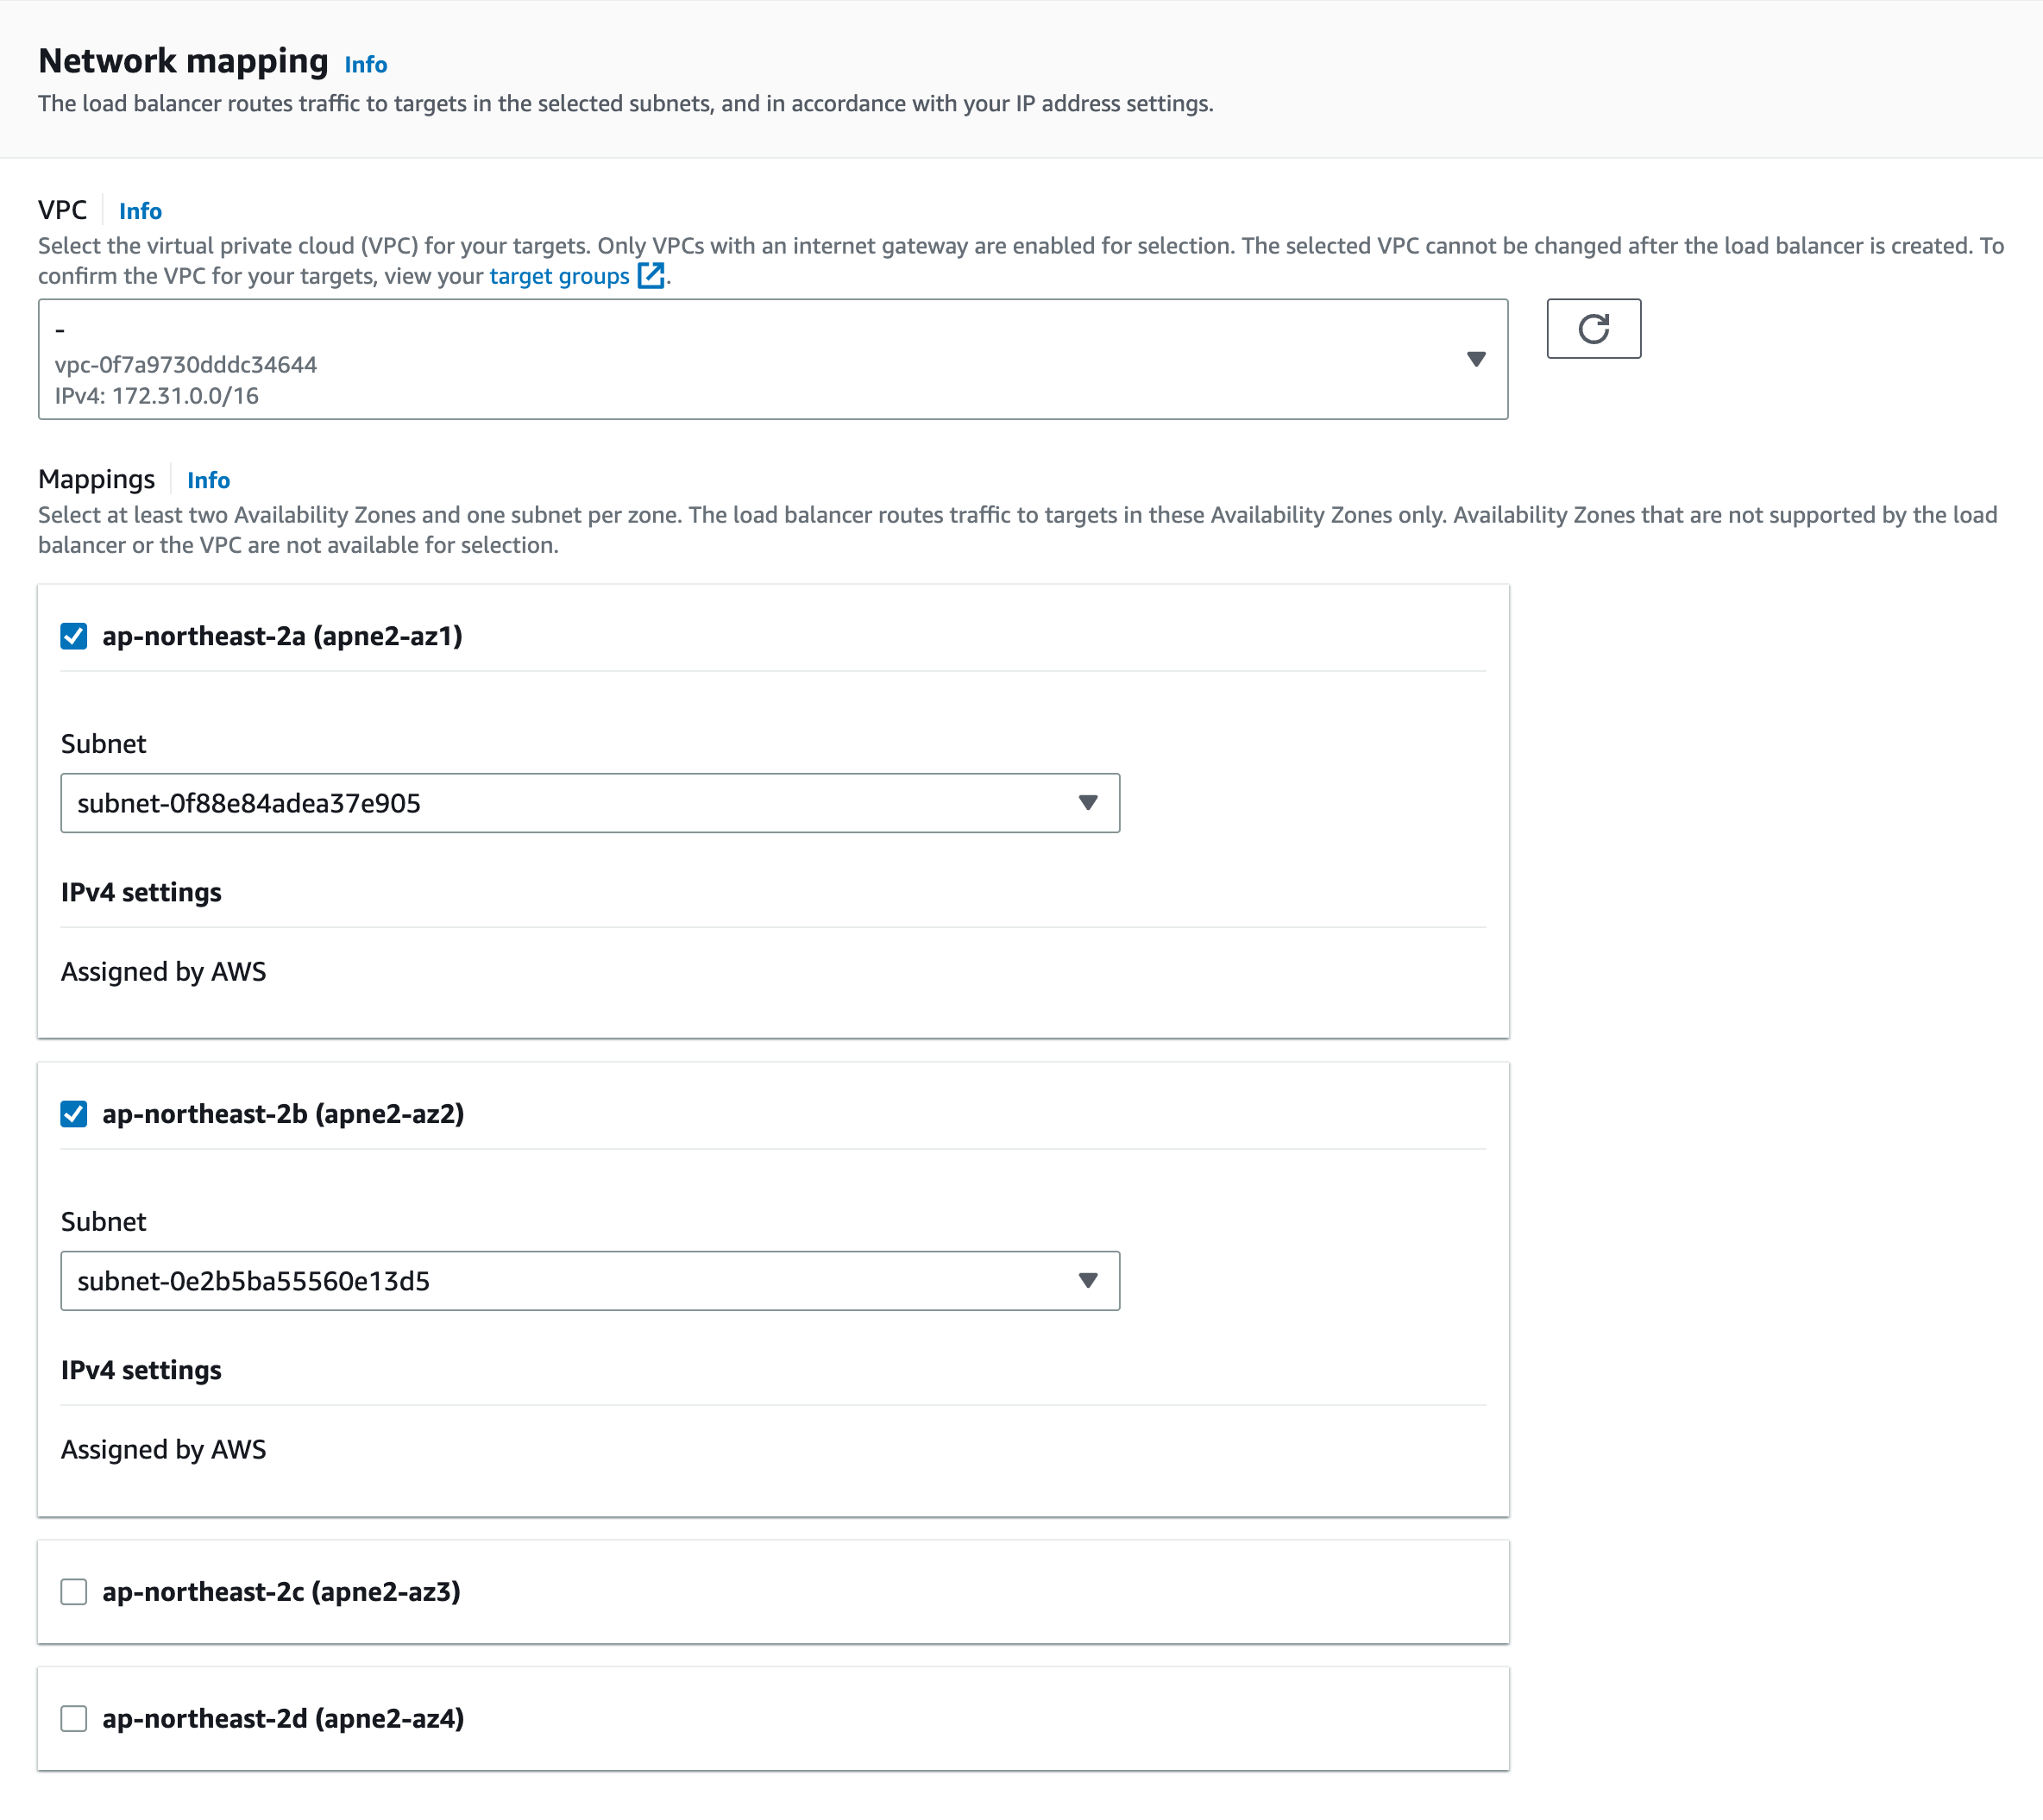 Network mapping Info
The load balancer routes traffic to targets in the selected subnets, and in accordance with your IP address settings.
VPC Info
Select the virtual private cloud (VPC) for your targets. Only VPCs with an internet gateway are enabled for selection. The selected VPC cannot be changed after the load balancer is created. To
confirm the VPC for your targets, view your target groups.
-
vpc-0f7a9730dddc34644
IPv4: 172.31.0.0/16
Mappings Info
Select at least two Availability Zones and one subnet per zone. The load balancer routes traffic to targets in these Availability Zones only. Availability Zones that are not supported by the load
balancer or the VPC are not available for selection.
ap-northeast-2a (apne2-az1)
Subnet
subnet-0f88e84adea37e905
IPv4 settings
Assigned by AWS
ap-northeast-2b (apne2-az2)
Subnet
subnet-0e2b5ba55560e13d5
IPv4 settings
Assigned by AWS
ap-northeast-2c (apne2-az3)
ap-northeast-2d (apne2-az4)